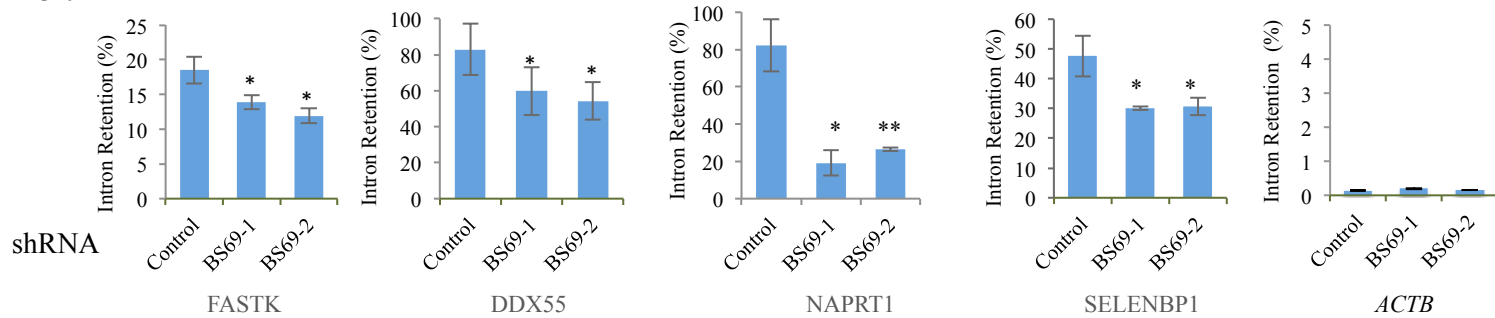 Intron Retention (%)
25
20
15
10
5
0
*
*
Control
BS69-1
BS69-2
FASTK
Intron Retention (%)
100
80
60
40
20
0
*
*
Control
BS69-1
BS69-2
DDX55
Intron Retention (%)
100
80
60
40
20
0
*
**
Control
BS69-1
BS69-2
NAPRT1
Intron Retention (%)
60
50
40
30
20
10
0
*
*
Control
BS69-1
BS69-2
SELENBP1
Intron Retention (%)
5
4
3
2
1
0
Control
BS69-1
BS69-2
ACTB
shRNA